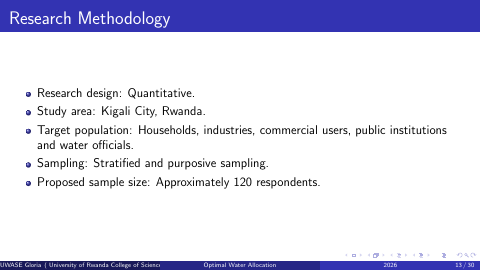 Research Methodology
Research design: Quantitative.
Study area: Kigali City, Rwanda.
Target population: Households, industries, commercial users, public institutions
and water officials.
Sampling: Stratified and purposive sampling.
Proposed sample size: Approximately 120 respondents.
UWASE Gloria ( University of Rwanda College of Science
Optimal Water Allocation
2026
13 / 30